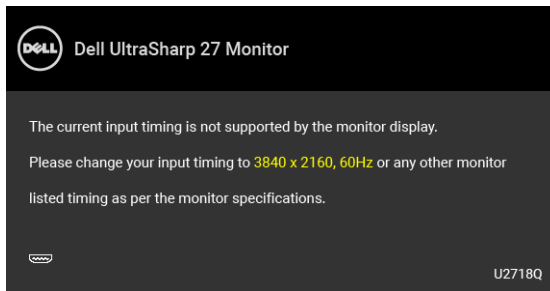 DELL
Dell UltraSharp 27 Monitor
The current input timing is not supported by the monitor display.
Please change your input timing to 3840 x 2160, 60Hz or any other monitor
listed timing as per the monitor specifications.
U2718Q